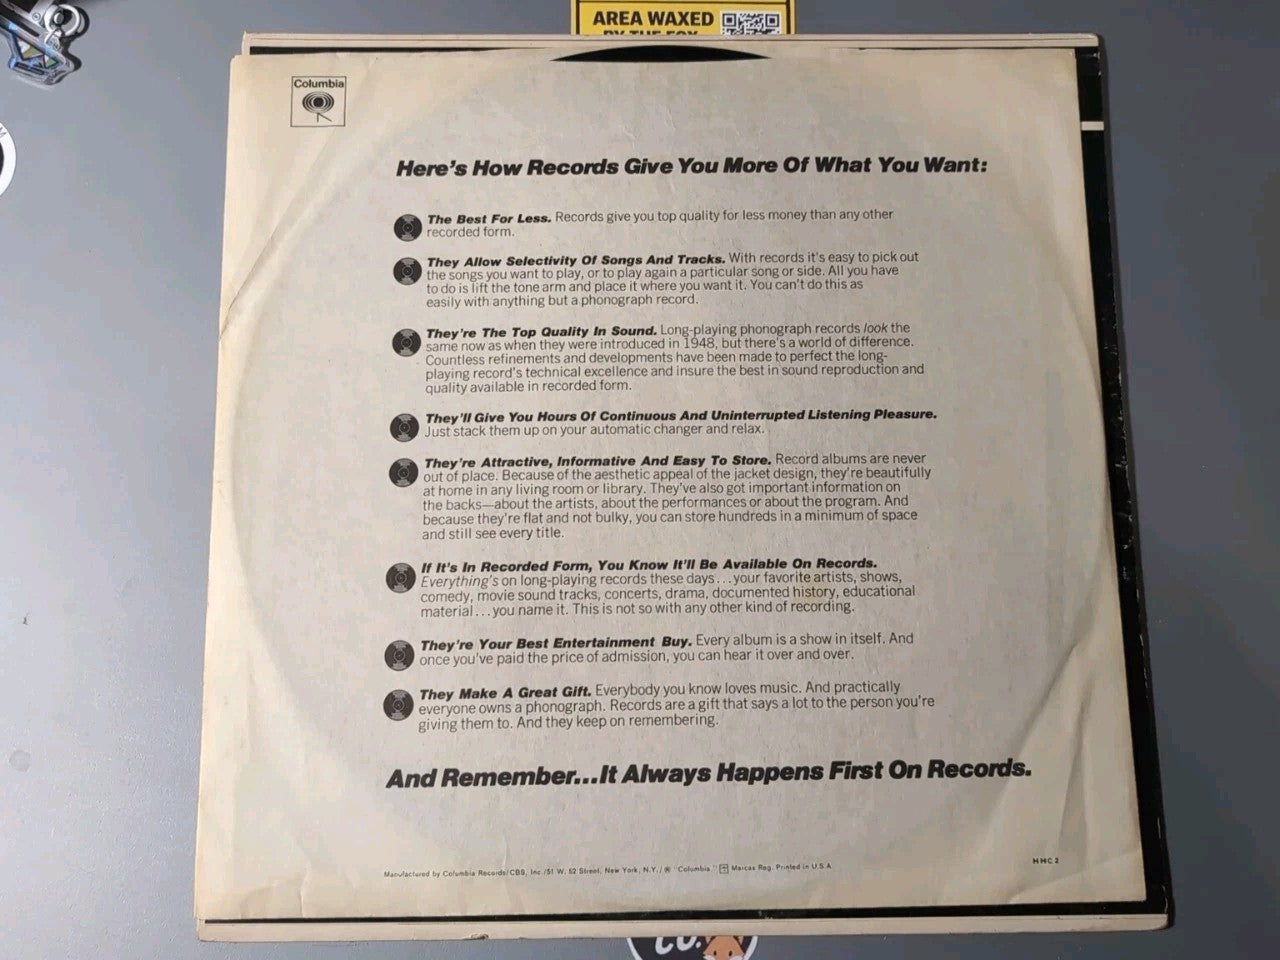 AREA WAXED
BY THE FOX
Columbia
Here's How Records Give You More Of What You Want:
The Best For Less. Records give you top quality for less money than any other
recorded form.
They Allow Selectivity Of Songs And Tracks. With records it's easy to pick out
the songs you want to play, or to play again a particular song or side. All you have
to do is lift the tone arm and place it where you want it. You can't do this as
easily with anything but a phonograph record.
They're The Top Quality In Sound. Long-playing phonograph records look the
same now as when they were introduced in 1948, but there's a world of difference.
Countless refinements and developments have been made to perfect the long-
playing record's technical excellence and insure the best in sound reproduction and
quality available in recorded form.
They'll Give You Hours Of Continuous And Uninterrupted Listening Pleasure.
Just stack them up on your automatic changer and relax.
They're Attractive, Informative And Easy To Store. Record albums are never
out of place. Because of the aesthetic appeal of the jacket design, they're beautifully
at home in any living room or library. They've also got important information on
the backs—about the artists, about the performances or about the program. And
because they're flat and not bulky, you can store hundreds in a minimum of space
and still see every title.
If It's In Recorded Form, You Know It'll Be Available On Records.
Everything's on long-playing records these days...your favorite artists, shows,
comedy, movie sound tracks, concerts, drama, documented history, educational
material...you name it. This is not so with any other kind of recording.
They're Your Best Entertainment Buy. Every album is a show in itself. And
once you've paid the price of admission, you can hear it over and over.
They Make A Great Gift. Everybody you know loves music. And practically
everyone owns a phonograph. Records are a gift that says a lot to the person you're
giving them to. And they keep on remembering.
And Remember...It Always Happens First On Records.
HHC 2
Manufactured by Columbia Records/CBS, Inc./51 W. 52 Street, New York, N.Y./® "Columbia," Marcas Reg. Printed in U.S.A.
CO.